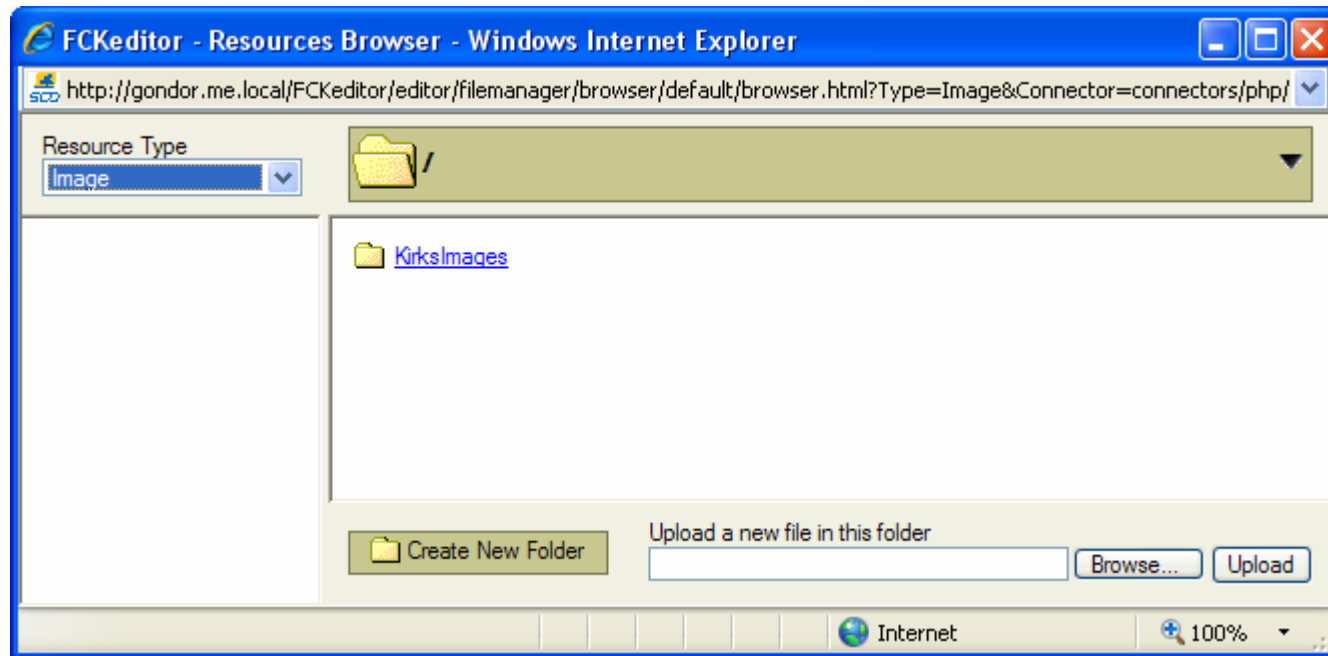 FCKeditor - Resources Browser - Windows Internet Explorer
http://gondor.me.local/FCKeditor/editor/filemanager/browser/default/browser.html?Type=Image&Connector=connectors/php/
Resource Type
Image
/
KirksImages
Create New Folder
Upload a new file in this folder
Browse...
Upload
Internet
100%